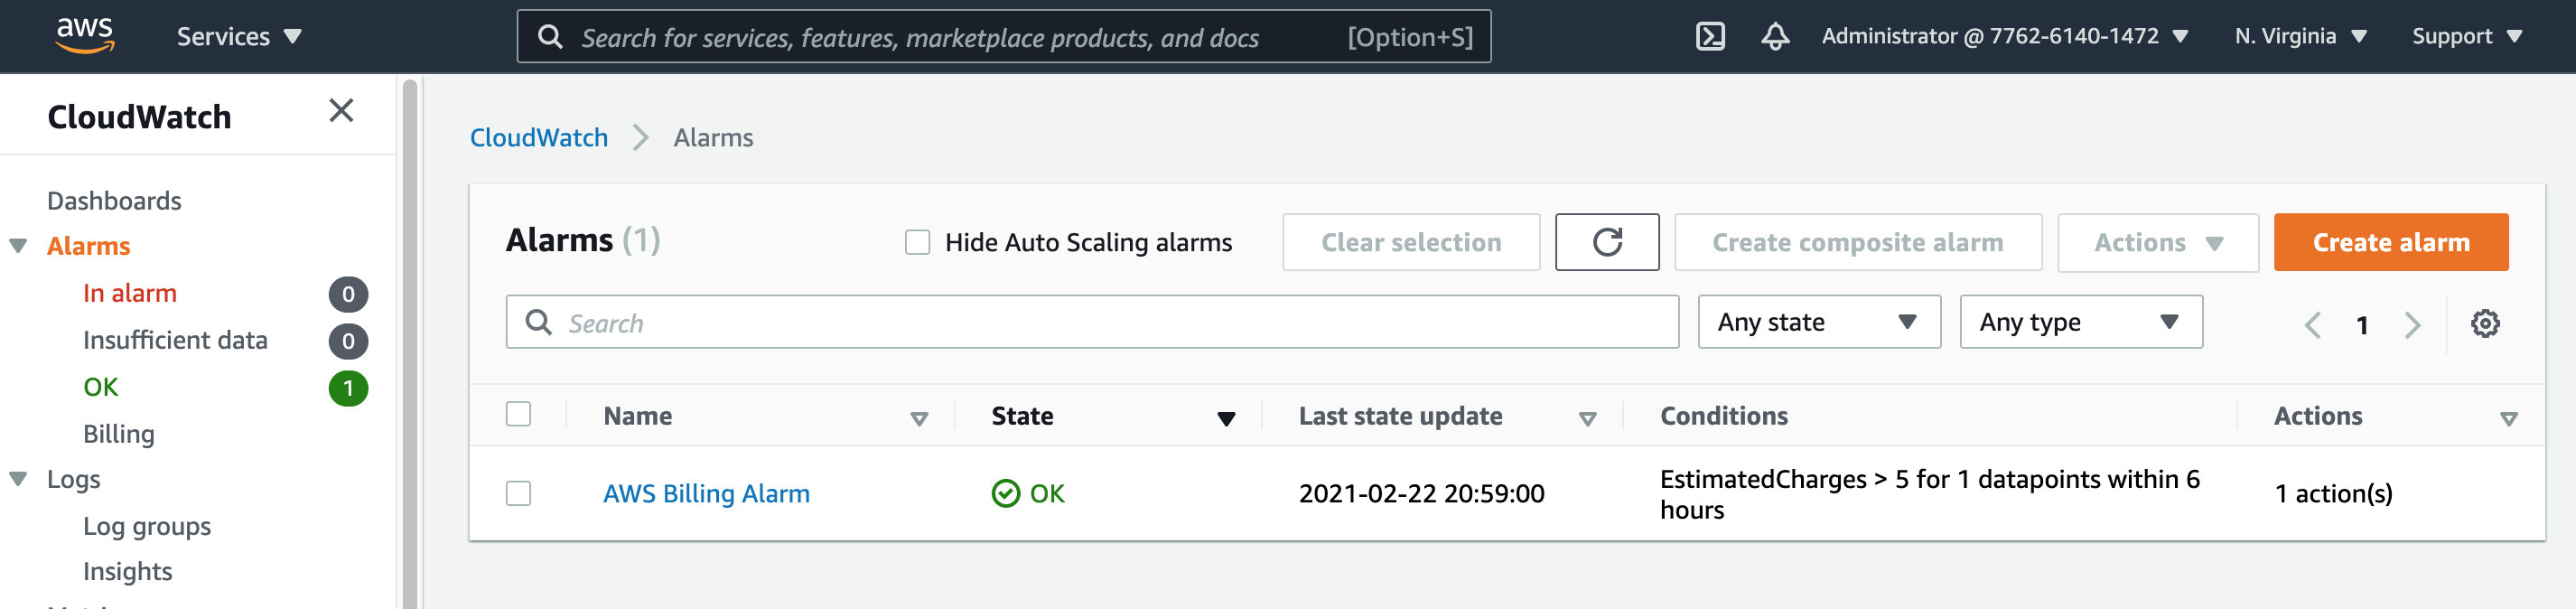 aws
Services
Search for services, features, marketplace products, and docs
[Option+S]
Administrator @ 7762-6140-1472
N. Virginia
Support
CloudWatch
Dashboards
Alarms
In alarm 0
Insufficient data 0
OK 1
Billing
Logs
Log groups
Insights
CloudWatch
Alarms
Alarms (1)
Hide Auto Scaling alarms
Clear selection
Create composite alarm
Actions
Create alarm
Search
Any state
Any type
1
Name
State
Last state update
Conditions
Actions
AWS Billing Alarm
OK
2021-02-22 20:59:00
EstimatedCharges > 5 for 1 datapoints within 6
hours
1 action(s)